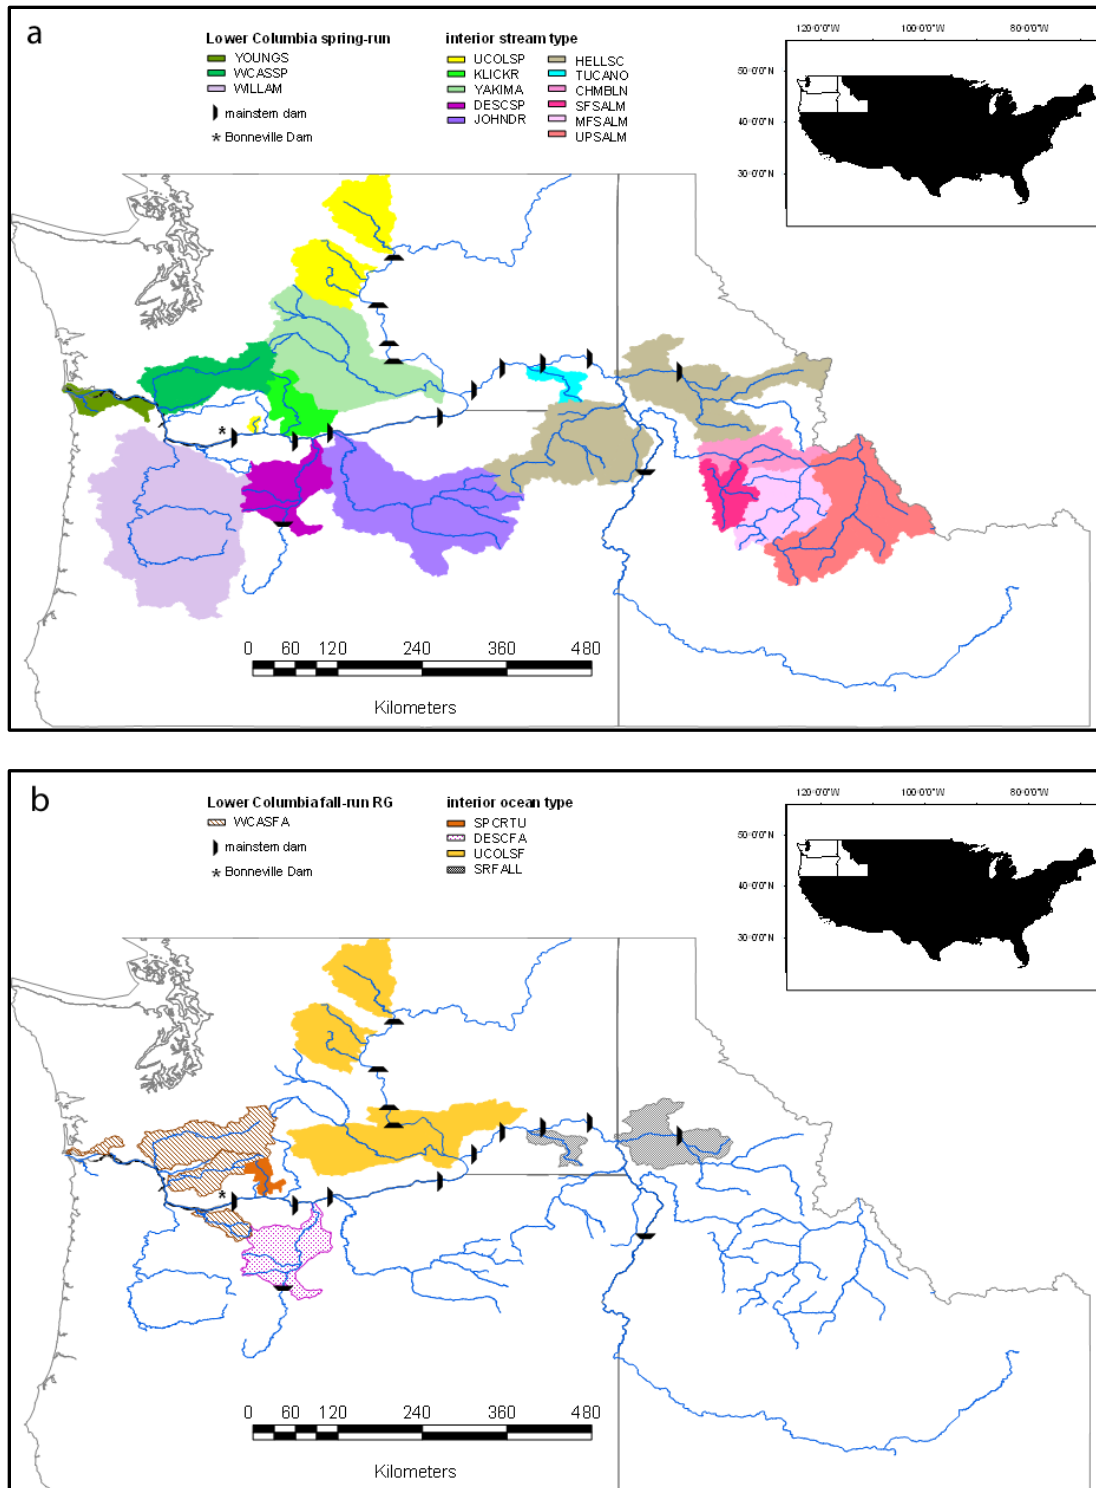 a
Lower Columbia spring-run
YOUNGS
WCASSP
WILLAM
mainstem dam
* Bonneville Dam
interior stream type
UCOLSP
KLICKR
YAKIMA
DESCSP
JOHNDR
HELLSC
TUCANO
CHMBLN
SFSALM
MFSALM
UPSALM
120°0'0"W 100°0'0"W 80°0'0"W
50°0'0"N
40°0'0"N
30°0'0"N
*
0 60 120 240 360 480
Kilometers
b
Lower Columbia fall-run RG
WCASFA
mainstem dam
* Bonneville Dam
interior ocean type
SPCRTU
DESCFA
UCOLSF
SRFALL
120°0'0"W 100°0'0"W 80°0'0"W
50°0'0"N
40°0'0"N
30°0'0"N
*
0 60 120 240 360 480
Kilometers